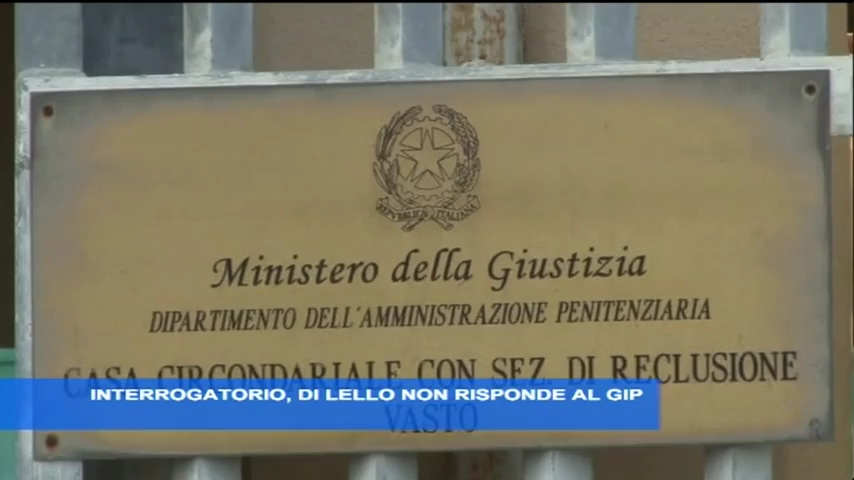 REPVBBLICA ITALIANA
Ministero della Giustizia
DIPARTIMENTO DELL'AMMINISTRAZIONE PENITENZIARIA
CASA CIRCONDARIALE CON SEZ. DI RECLUSIONE
INTERROGATORIO, DI LELLO NON RISPONDE AL GIP
VASTO